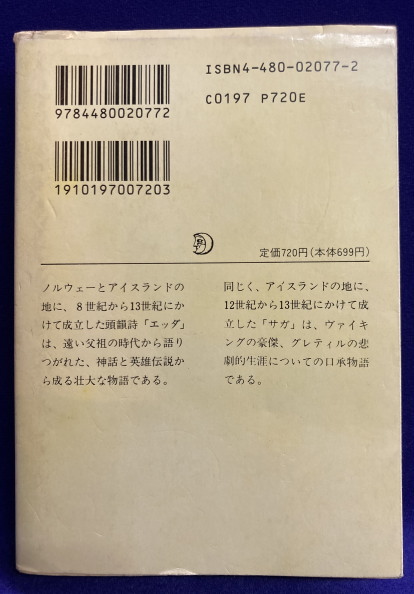 ISBN4-480-02077-2
C0197 P720E
9784480020772
1910197007203
定価720円(本体699円)
ノルウェーとアイスランドの
地に、8世紀から13世紀にか
けて成立した頭韻詩「エッダ」
は、遠い父祖の時代から語り
つがれた、神話と英雄伝説か
ら成る壮大な物語である。
同じく、アイスランドの地に、
12世紀から13世紀にかけて成
立した「サガ」は、ヴァイキ
ングの豪傑、グレティルの悲
劇的生涯についての口承物語
である。